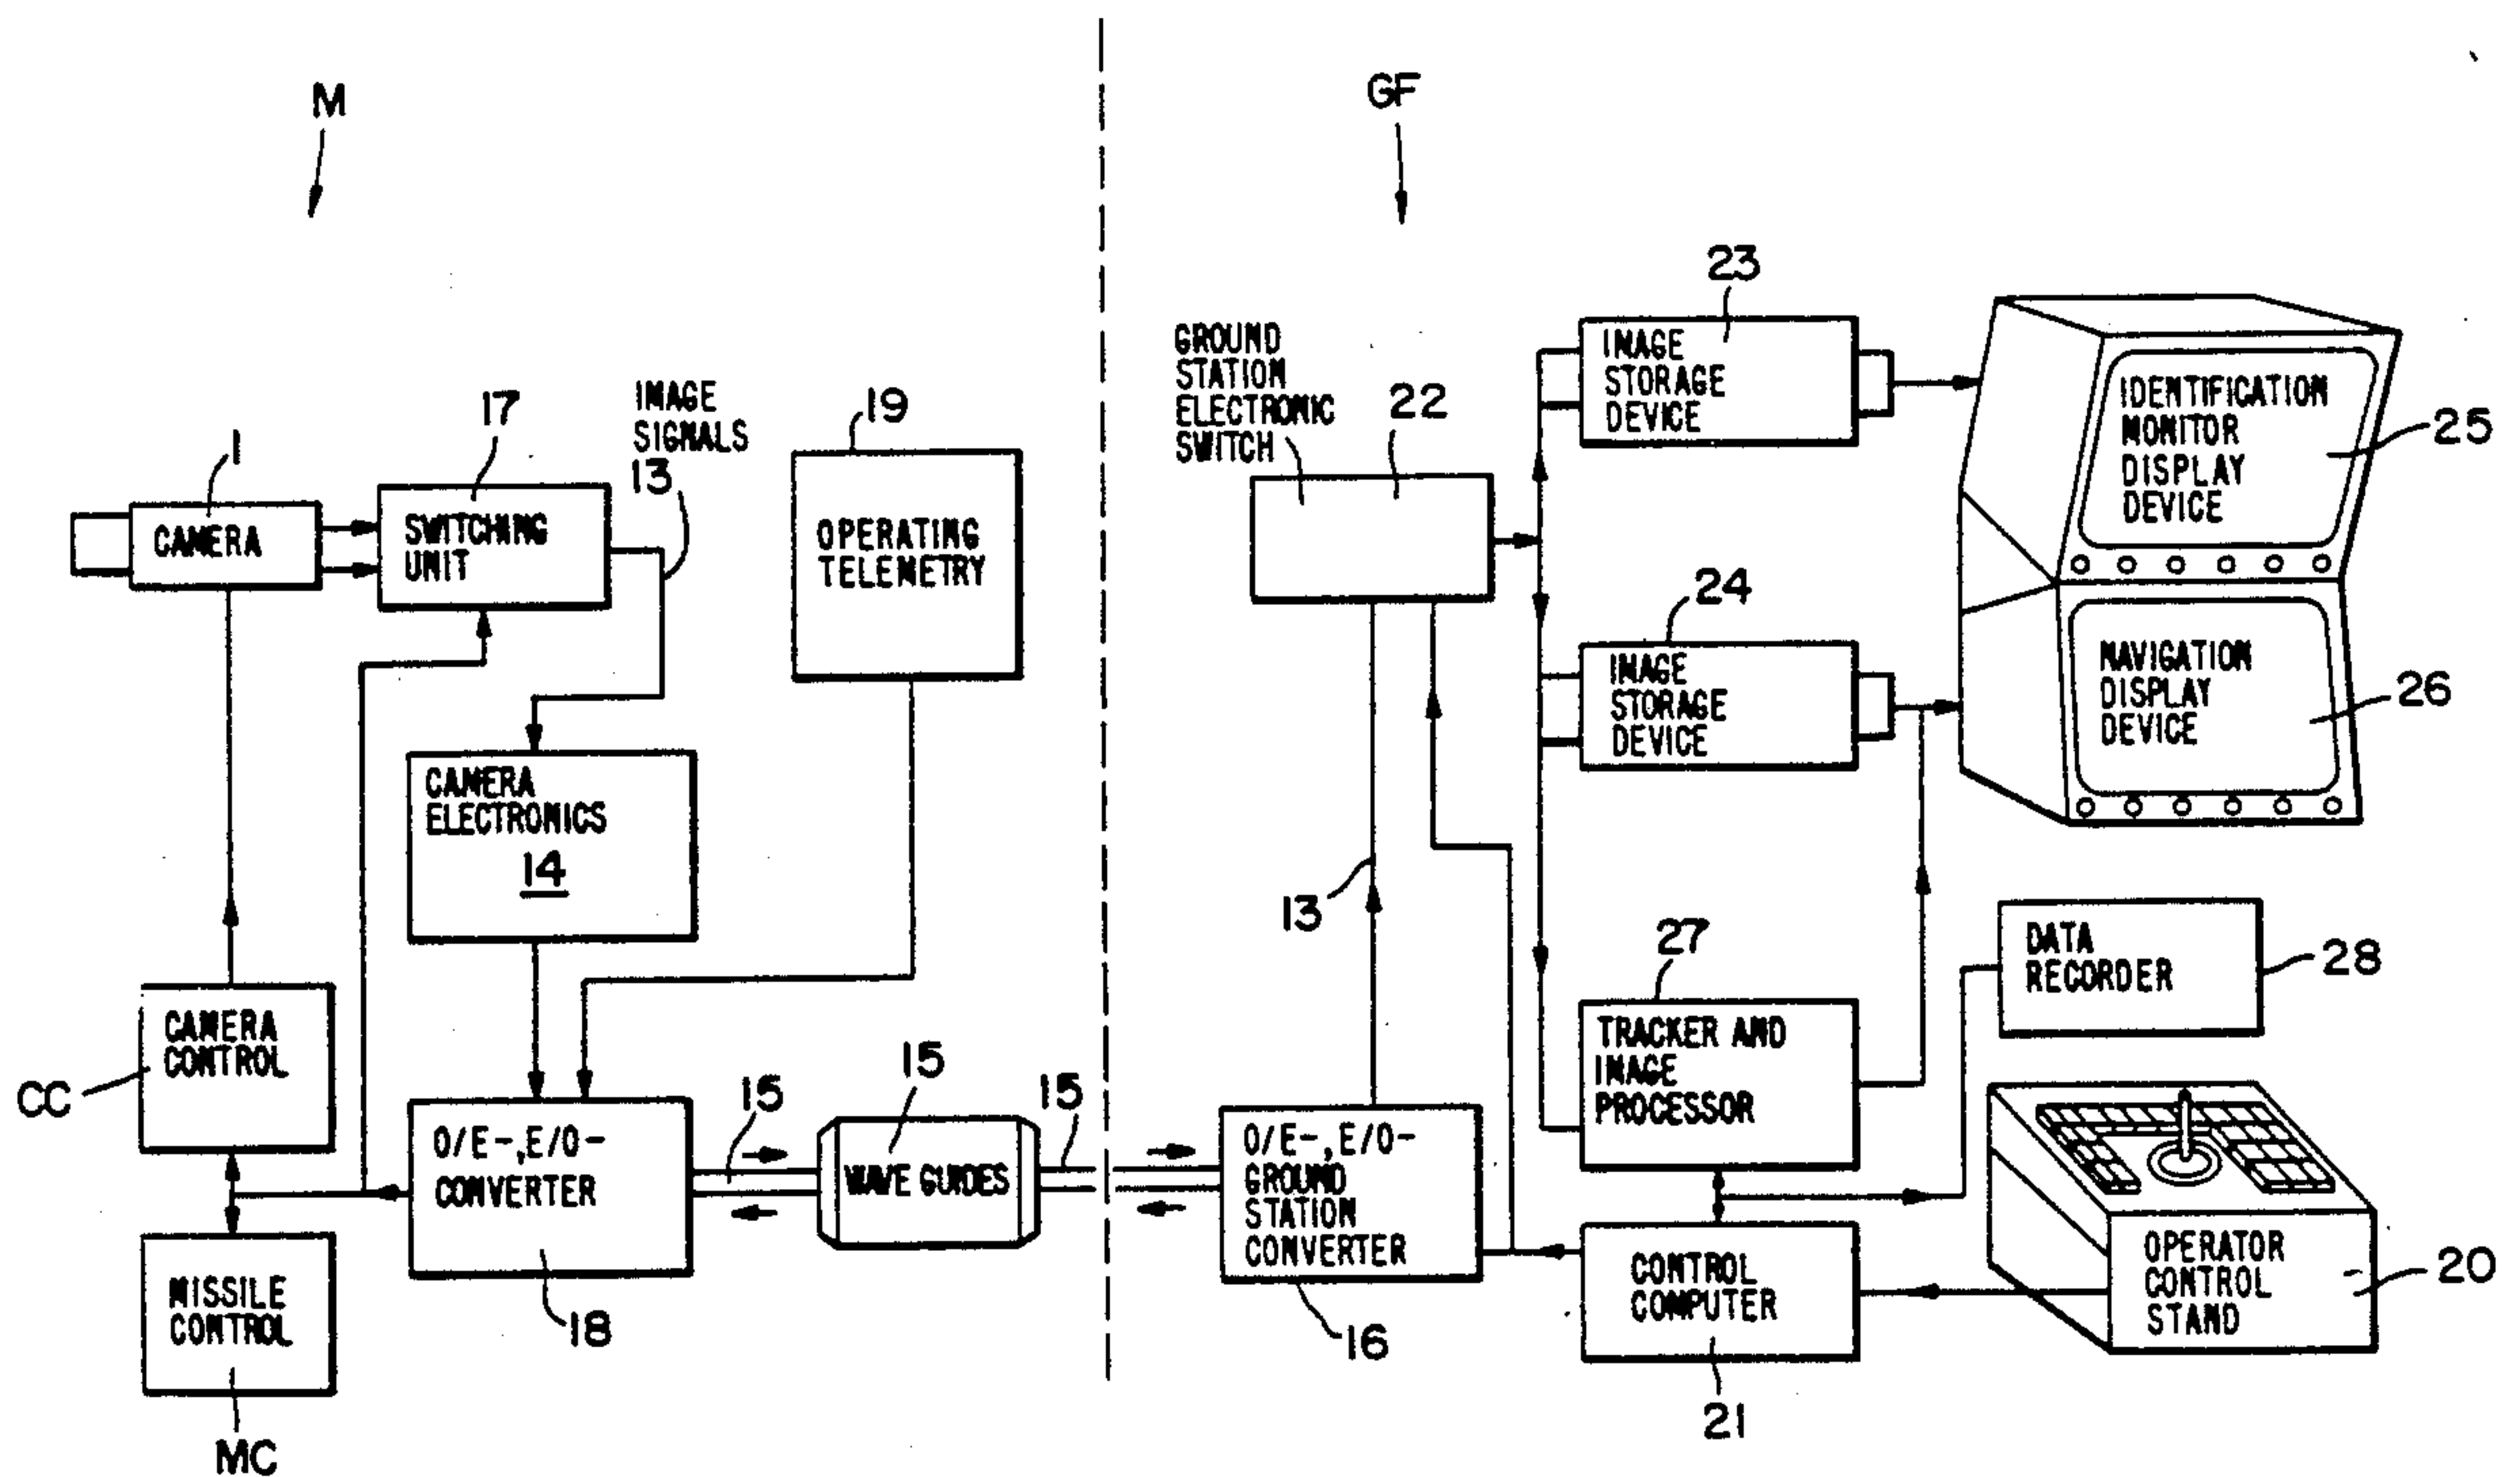 M
GF
1
CAMERA
17
SWITCHING
UNIT
IMAGE
SIGNALS
13
19
OPERATING
TELEMETRY
CAMERA
ELECTRONICS
14
CC
CAMERA
CONTROL
MISSILE
CONTROL
MC
O/E-,E/O-
CONVERTER
18
15
15
WAVE GUIDES
15
GROUND
STATION
ELECTRONIC
SWITCH
22
13
O/E-,E/O-
GROUND
STATION
CONVERTER
16
23
IMAGE
STORAGE
DEVICE
24
IMAGE
STORAGE
DEVICE
27
TRACKER AND
IMAGE
PROCESSOR
CONTROL
COMPUTER
21
IDENTIFICATION
MONITOR
DISPLAY
DEVICE
25
NAVIGATION
DISPLAY
DEVICE
26
DATA
RECORDER
28
OPERATOR
CONTROL
STAND
20